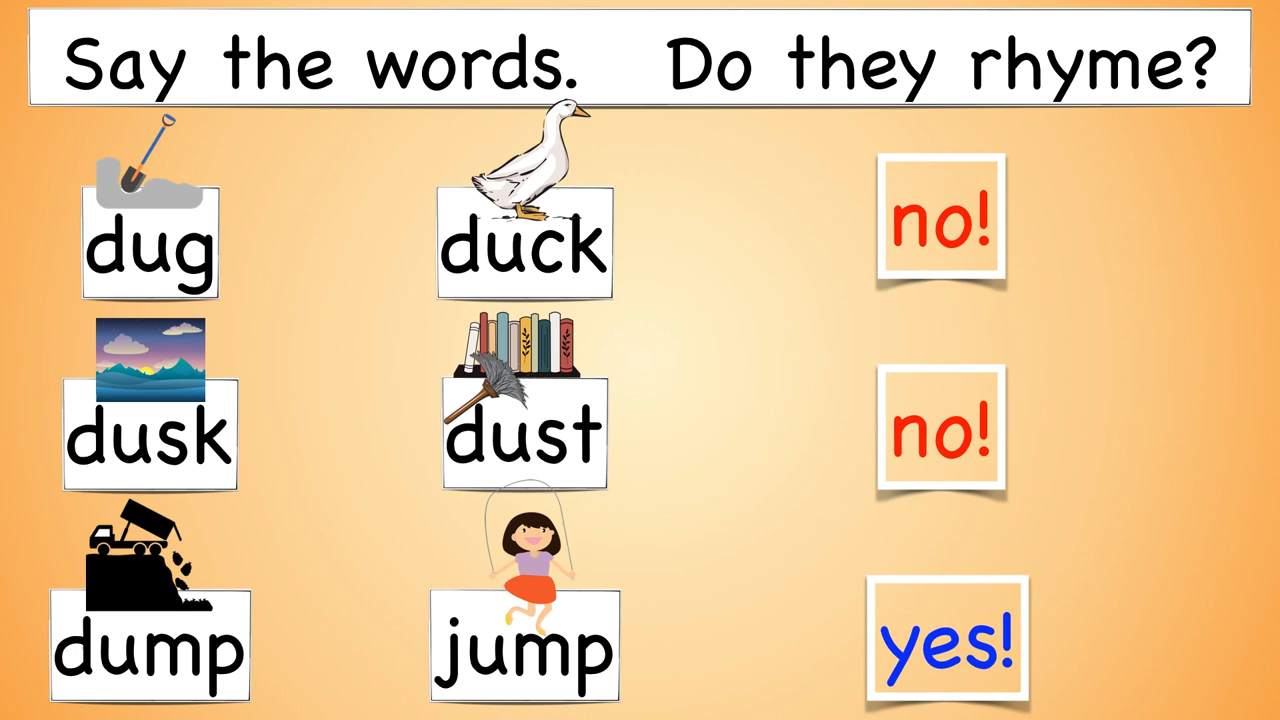 Say the words. Do they rhyme?
dug duck no!
dusk dust no!
dump jump yes!